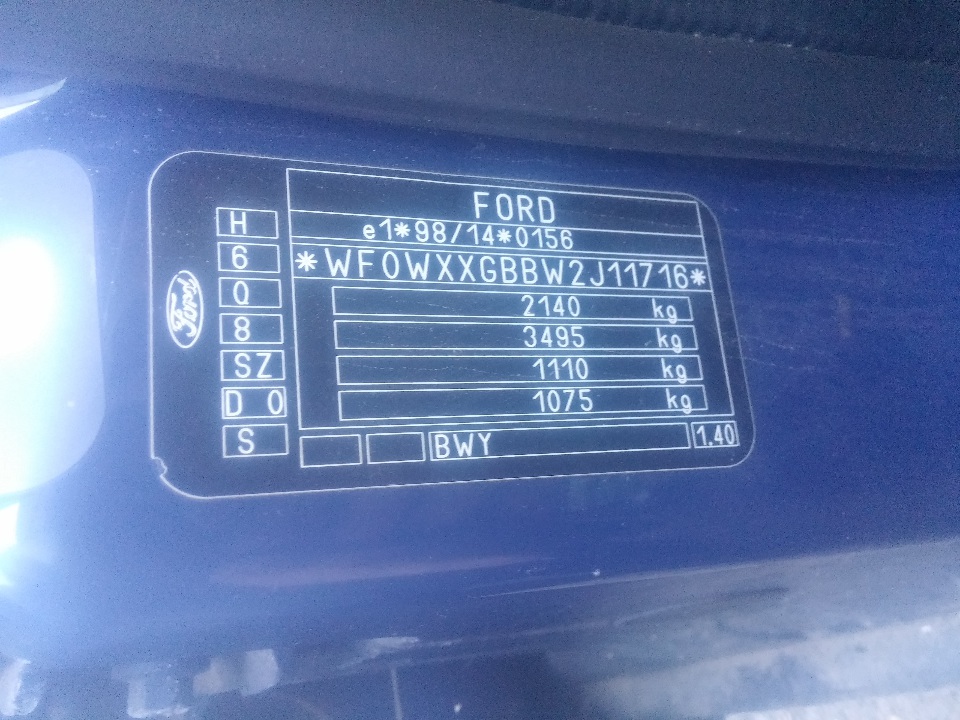 FORD
e1*98/14*0156
*WF0WXXGBBW2J11716*
2140 kg
3495 kg
1110 kg
1075 kg
BWY
1.40
H
6
Q
8
SZ
D 0
S
Ford